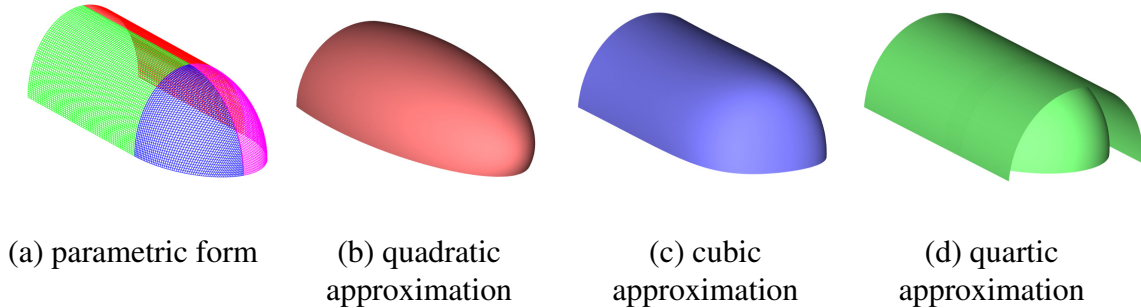 (a) parametric form
(b) quadratic
approximation
(c) cubic
approximation
(d) quartic
approximation